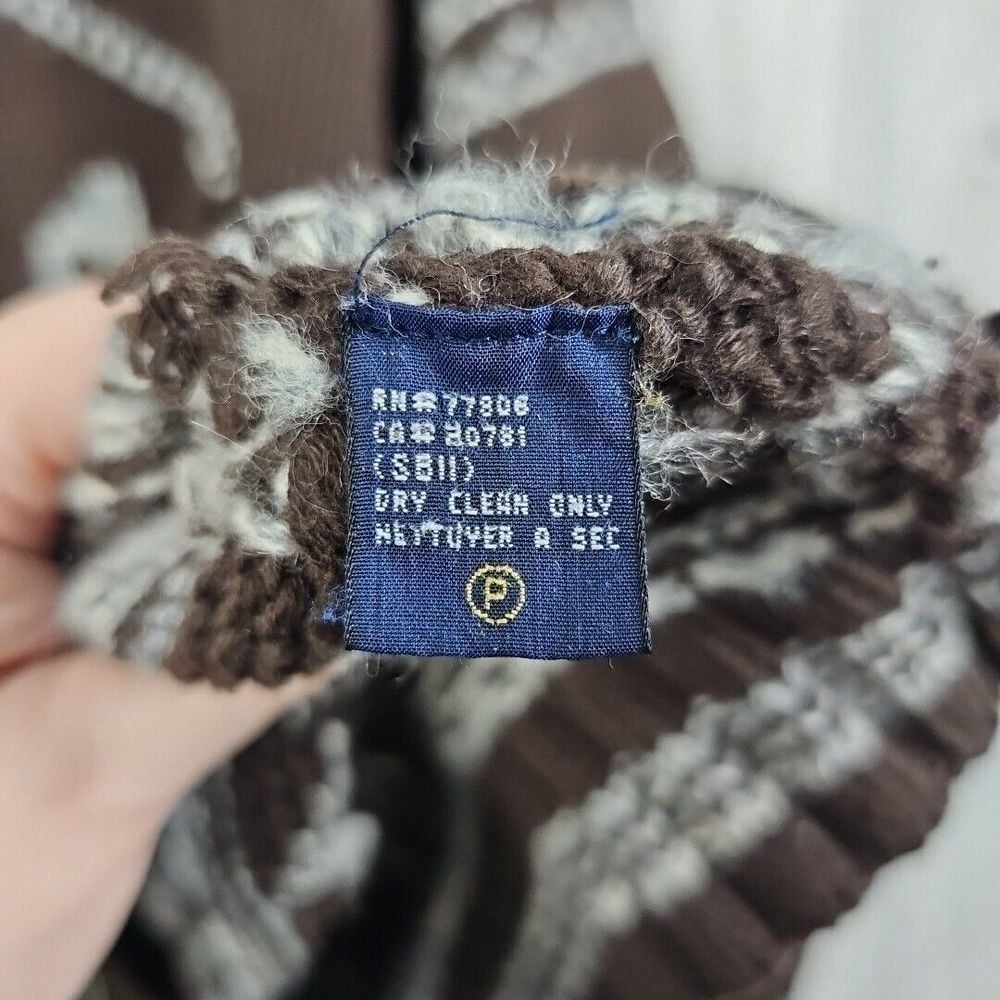 RN# 77806
CA# 20781
(SB11)
DRY CLEAN ONLY
NETTOYER A SEC
P